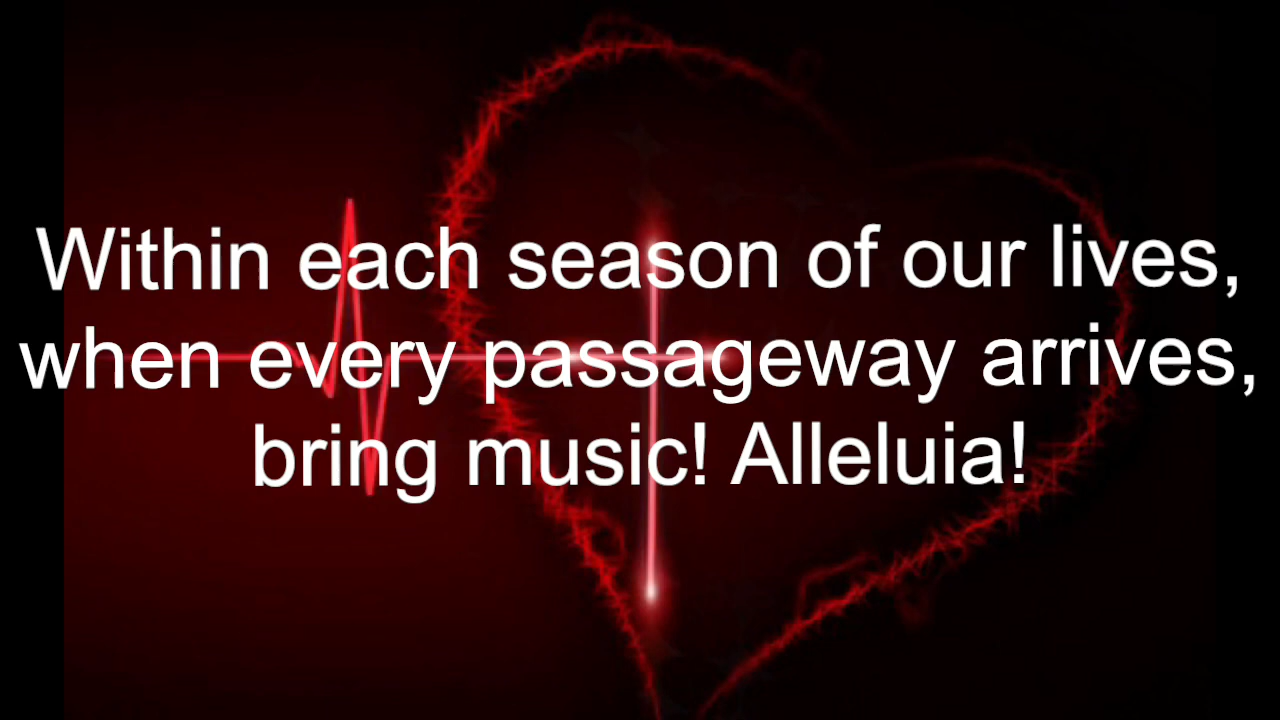 Within each season of our lives,
when every passageway arrives,
bring music! Alleluia!